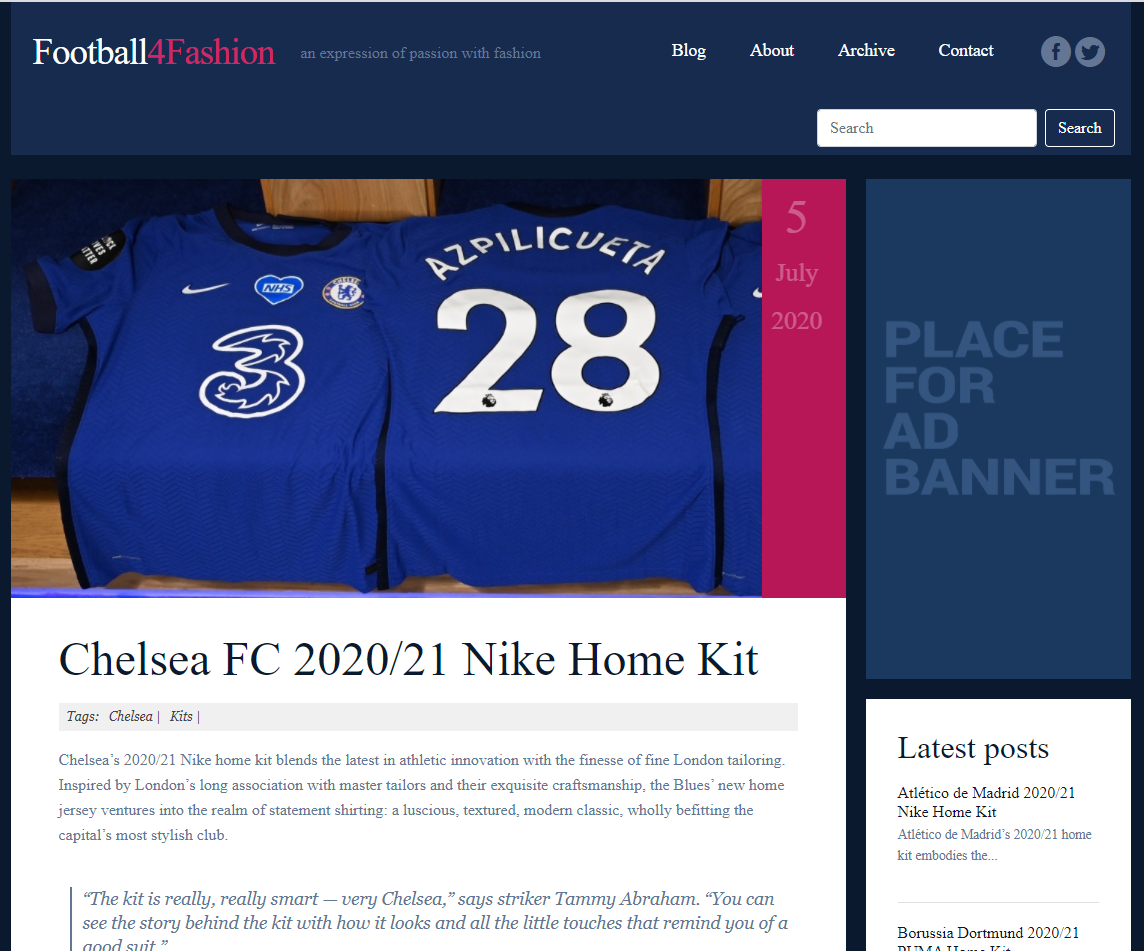 Football4Fashion
an expression of passion with fashion
Blog
About
Archive
Contact
Search
Search
NHS
3
AZPILICUETA
28
5
July
2020
PLACE
FOR
AD
BANNER
Chelsea FC 2020/21 Nike Home Kit
Tags: Chelsea | Kits |
Chelsea’s 2020/21 Nike home kit blends the latest in athletic innovation with the finesse of fine London tailoring.
Inspired by London’s long association with master tailors and their exquisite craftsmanship, the Blues’ new home
jersey ventures into the realm of statement shirting: a luscious, textured, modern classic, wholly befitting the
capital’s most stylish club.
“The kit is really, really smart — very Chelsea,” says striker Tammy Abraham. “You can
see the story behind the kit with how it looks and all the little touches that remind you of a
good suit.”
Latest posts
Atlético de Madrid 2020/21
Nike Home Kit
Atlético de Madrid’s 2020/21 home
kit embodies the...
Borussia Dortmund 2020/21
PUMA Home Kit